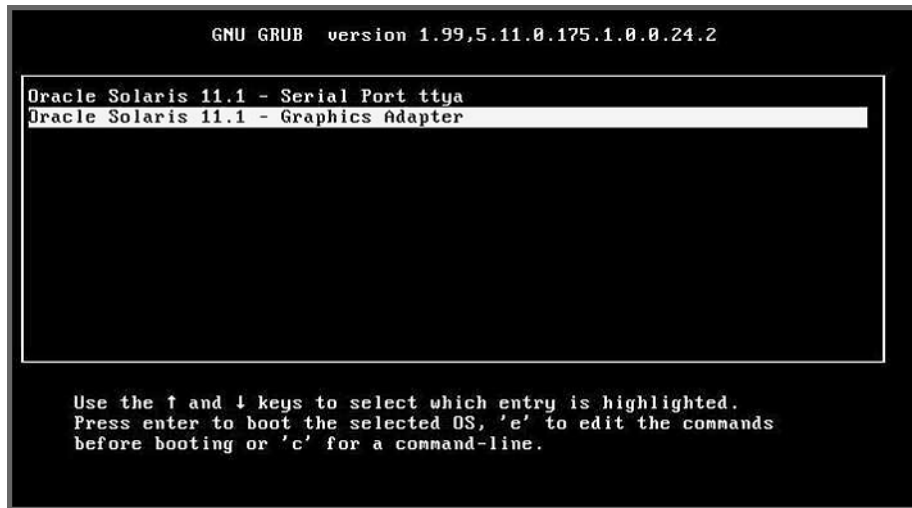 GNU GRUB  version 1.99,5.11.0.175.1.0.0.24.2
Oracle Solaris 11.1 - Serial Port ttya
Oracle Solaris 11.1 - Graphics Adapter
Use the ↑ and ↓ keys to select which entry is highlighted.
Press enter to boot the selected OS, 'e' to edit the commands
before booting or 'c' for a command-line.